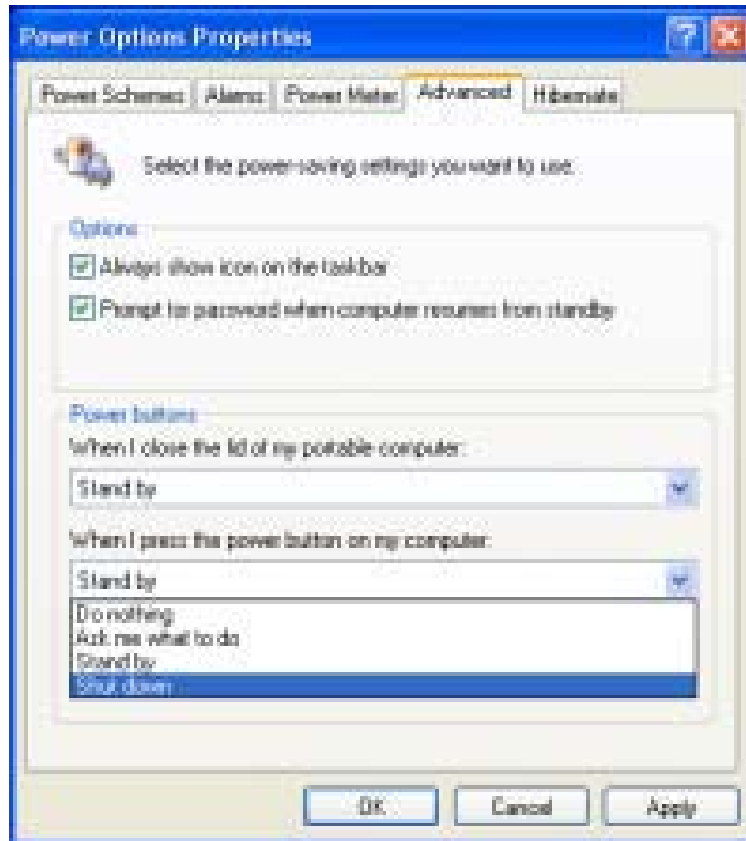 Power Options Properties
Power Schemes Alarms Power Meter Advanced Hibernate
Select the power-saving settings you want to use.
Options
Always show icon on the taskbar
Prompt for password when computer resumes from standby
Power buttons
When I close the lid of my portable computer:
Stand by
When I press the power button on my computer:
Stand by
Do nothing
Ask me what to do
Stand by
Shut down
OK Cancel Apply